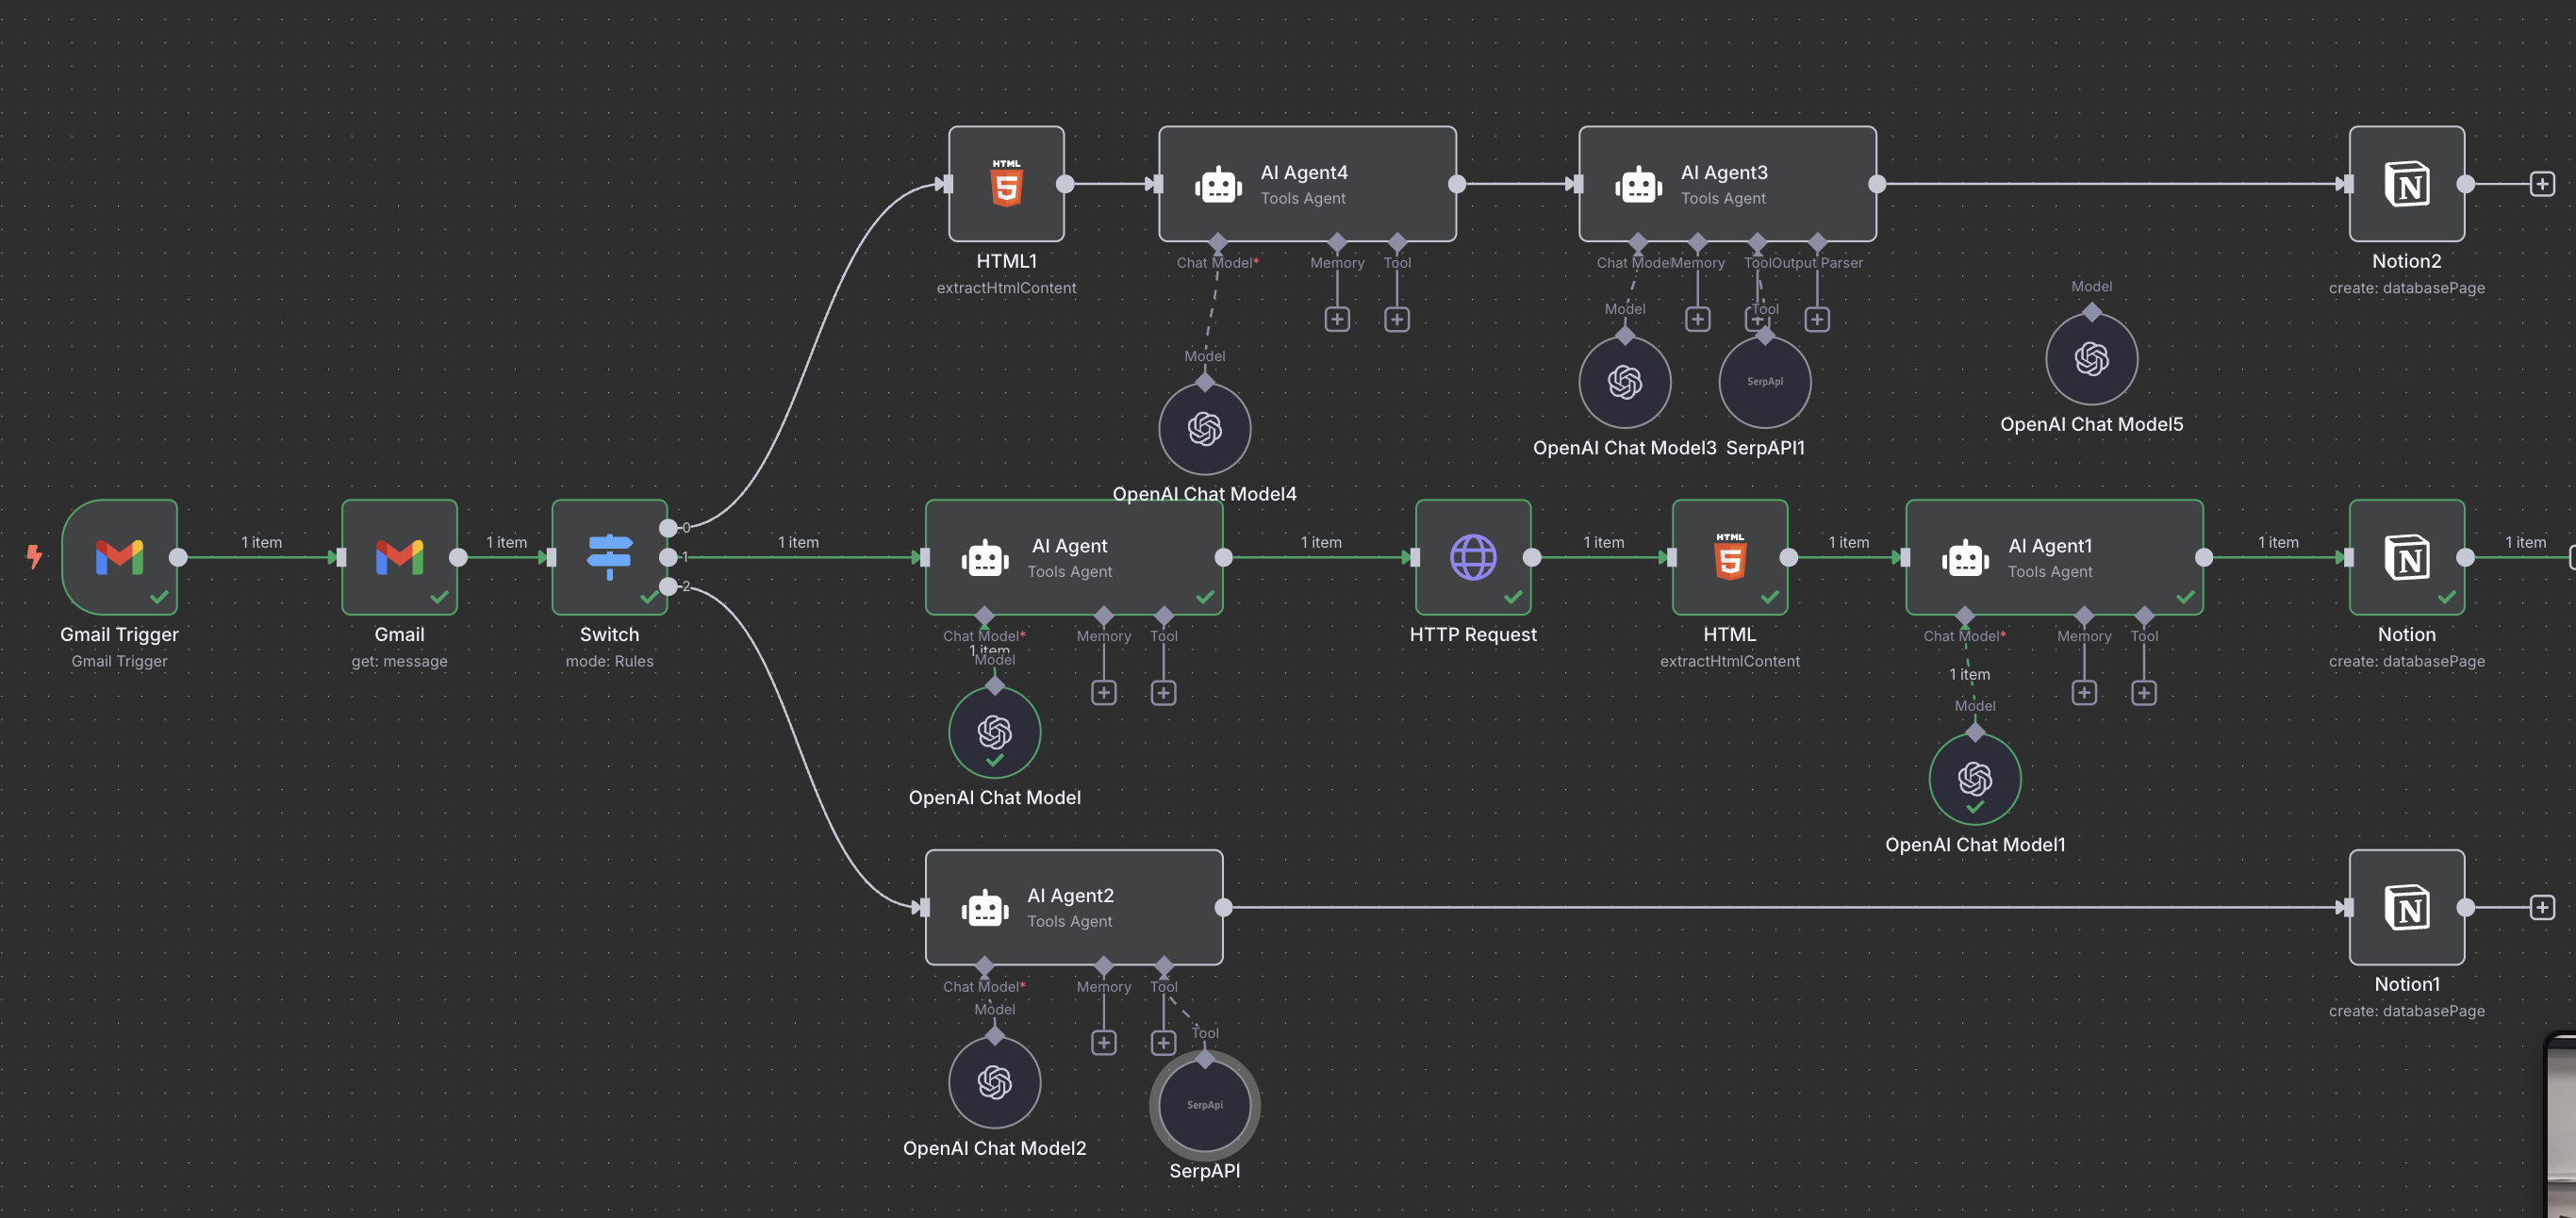 HTML
5
HTML1
extractHtmlContent
AI Agent4
Tools Agent
Chat Model*
Memory
Tool
Model
OpenAI Chat Model4
AI Agent3
Tools Agent
Chat Mode
Memory
Tool
Output Parser
Model
Tool
OpenAI Chat Model3
SerpApi
SerpAPI1
Model
OpenAI Chat Model5
N
Notion2
create: databasePage
Gmail Trigger
Gmail Trigger
1 item
Gmail
get: message
1 item
Switch
mode: Rules
0
1
2
1 item
AI Agent
Tools Agent
Chat Model*
Memory
Tool
1 item
Model
OpenAI Chat Model
1 item
HTTP Request
1 item
HTML
5
HTML
extractHtmlContent
1 item
AI Agent1
Tools Agent
Chat Model*
Memory
Tool
1 item
Model
OpenAI Chat Model1
1 item
N
Notion
create: databasePage
1 item
AI Agent2
Tools Agent
Chat Model*
Memory
Tool
Model
Tool
OpenAI Chat Model2
SerpApi
SerpAPI
N
Notion1
create: databasePage